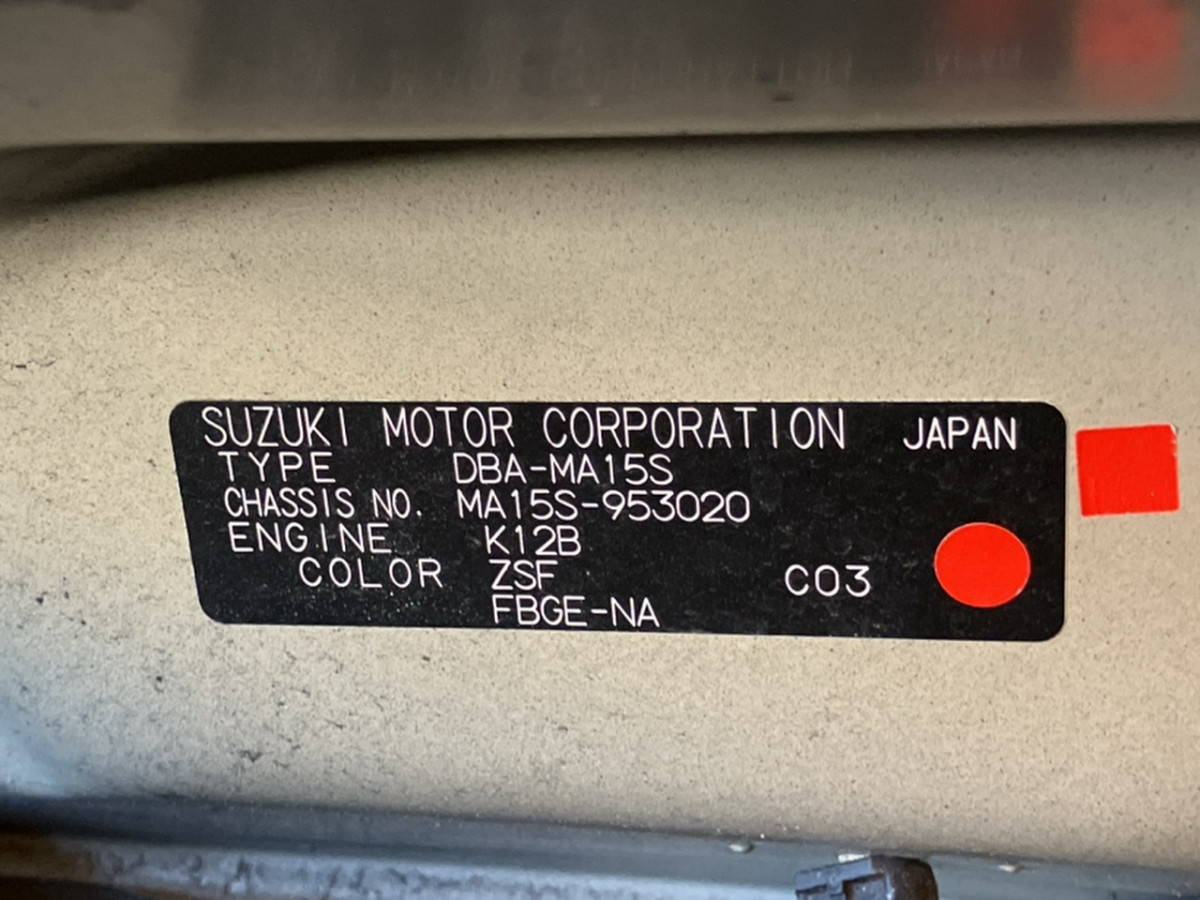 SUZUKI MOTOR CORPORATION JAPAN
TYPE DBA-MA15S
CHASSIS NO. MA15S-953020
ENGINE K12B
COLOR ZSF C03
FBGE-NA